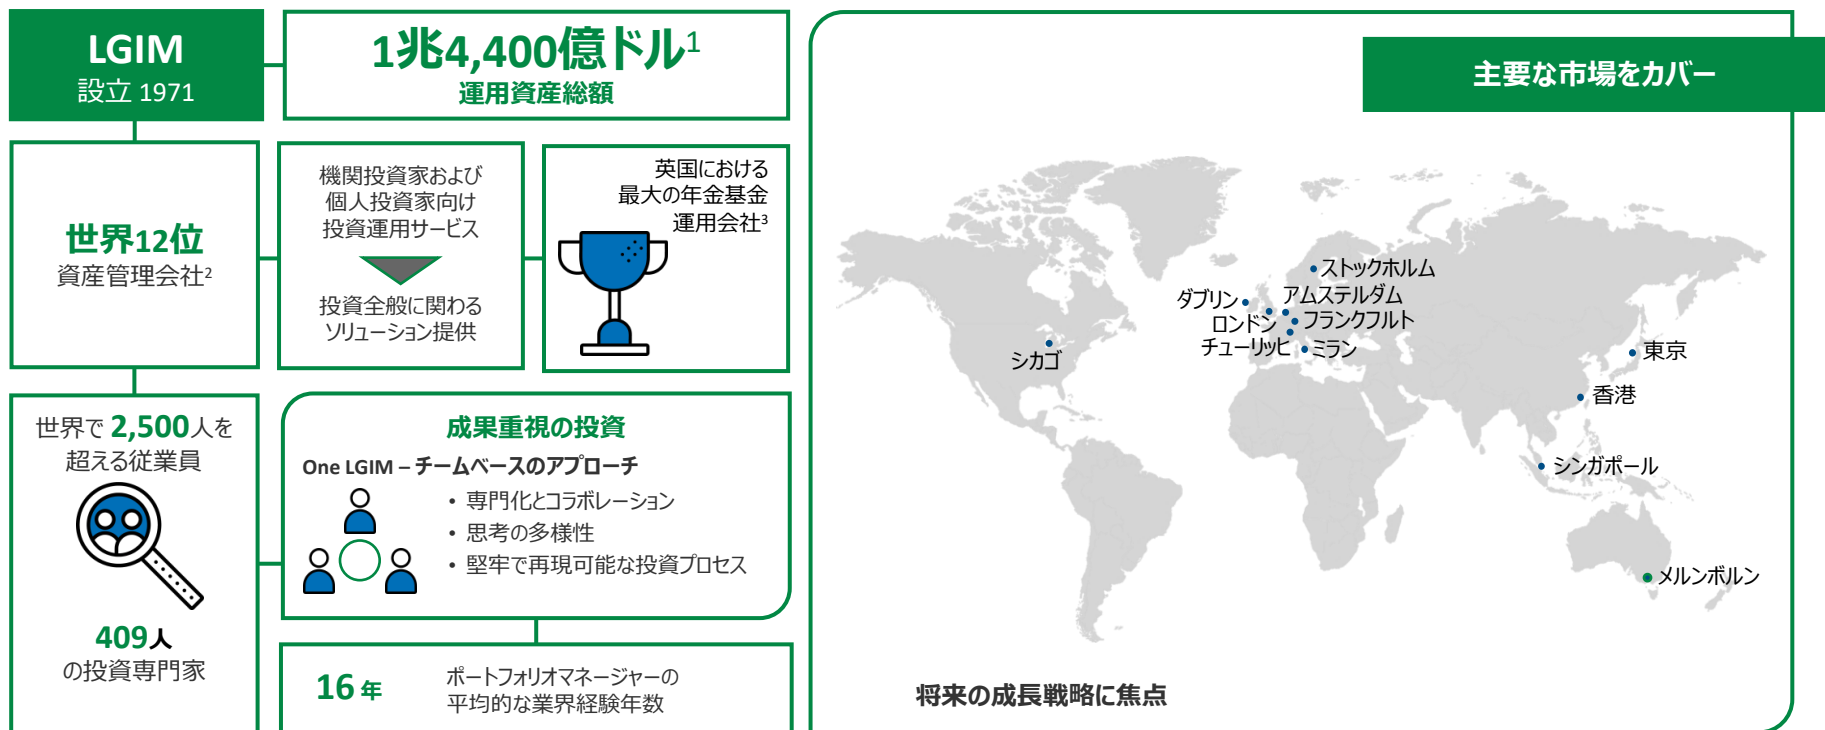 LGIM
設立 1971
1兆4,400億ドル1
運用資産総額
世界12位
資産管理会社2
機関投資家および
個人投資家向け
投資運用サービス
投資全般に関わる
ソリューション提供
英国における
最大の年金基金
運用会社3
世界で 2,500人を
超える従業員
409人
の投資専門家
成果重視の投資
One LGIM – チームベースのアプローチ
• 専門化とコラボレーション
• 思考の多様性
• 堅牢で再現可能な投資プロセス
16 年
ポートフォリオマネージャーの
平均的な業界経験年数
主要な市場をカバー
ストックホルム
ダブリン
アムステルダム
ロンドン
フランクフルト
チューリッヒ
ミラン
シカゴ
東京
香港
シンガポール
メルンボルン
将来の成長戦略に焦点